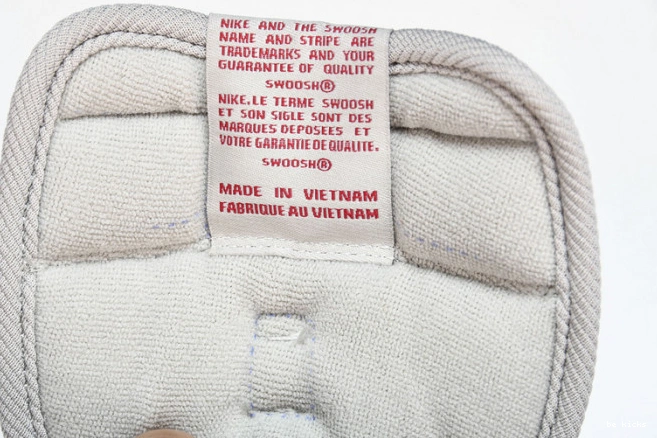 NIKE AND THE SWOOSH
NAME AND STRIPE ARE
TRADEMARKS AND YOUR
GUARANTEE OF QUALITY
SWOOSH®
NIKE.LE TERME SWOOSH
ET SON SIGLE SONT DES
MARQUES DEPOSEES ET
VOTRE GARANTIE DE QUALITE.
SWOOSH®
MADE IN VIETNAM
FABRIQUE AU VIETNAM